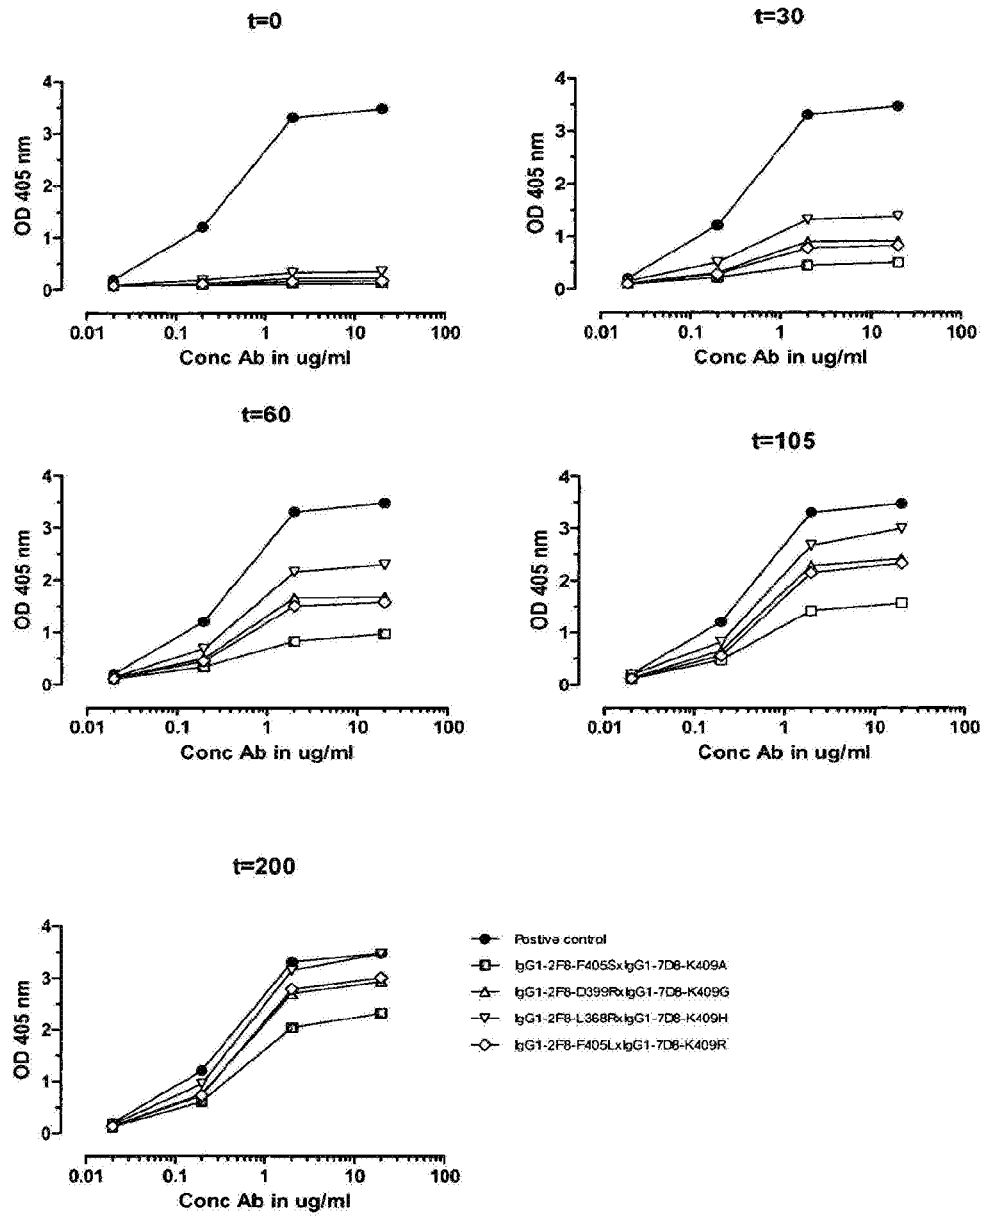 t=0
OD 405 nm
4
3
2
1
0
0.01 0.1 1 10 100
Conc Ab in ug/ml
t=30
OD 405 nm
4
3
2
1
0
0.01 0.1 1 10 100
Conc Ab in ug/ml
t=60
OD 405 nm
4
3
2
1
0
0.01 0.1 1 10 100
Conc Ab in ug/ml
t=105
OD 405 nm
4
3
2
1
0
0.01 0.1 1 10 100
Conc Ab in ug/ml
t=200
OD 405 nm
4
3
2
1
0
0.01 0.1 1 10 100
Conc Ab in ug/ml
Postive control
IgG1-2F8-F405SxIgG1-7D8-K409A
IgG1-2F8-D399RxIgG1-7D8-K409G
IgG1-2F8-L368RxIgG1-7D8-K409H
IgG1-2F8-F405LxIgG1-7D8-K409R